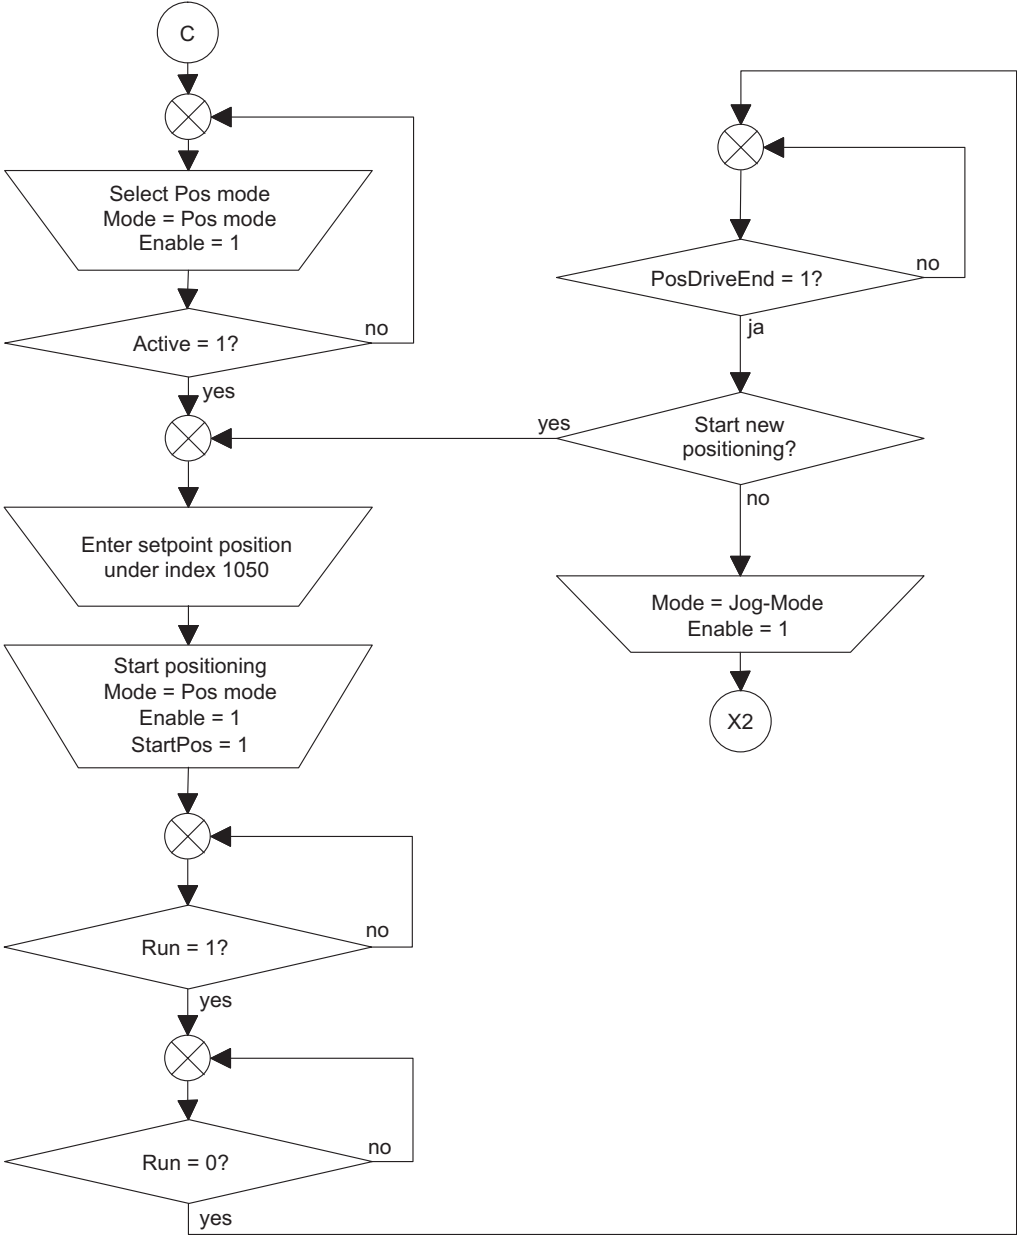 C
Select Pos mode
Mode = Pos mode
Enable = 1
Active = 1?
no
yes
Enter setpoint position
under index 1050
Start positioning
Mode = Pos mode
Enable = 1
StartPos = 1
Run = 1?
no
yes
Run = 0?
no
yes
PosDriveEnd = 1?
no
ja
Start new
positioning?
yes
no
Mode = Jog-Mode
Enable = 1
X2